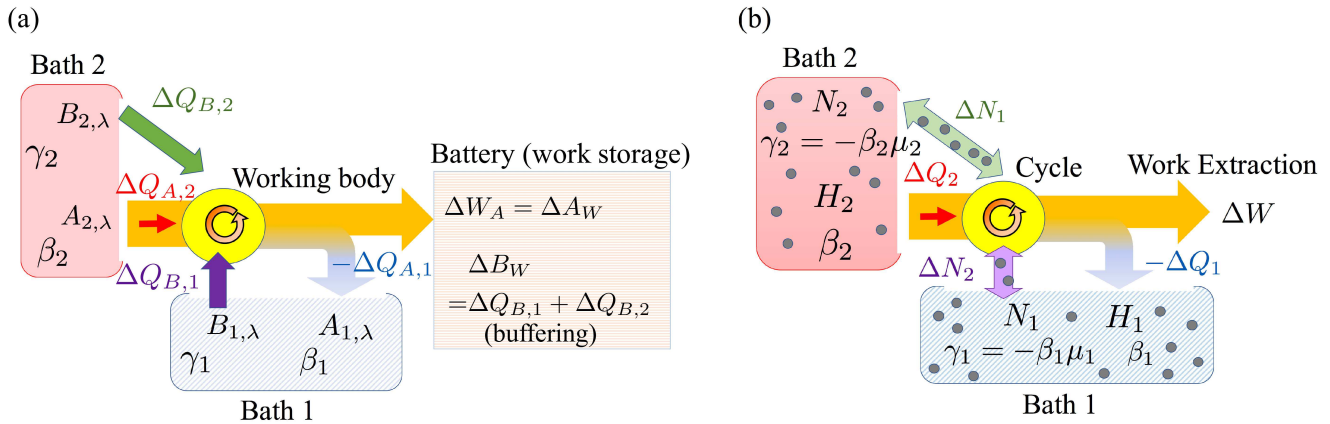 (a)
Bath 2
B_{2,λ}
γ_2
A_{2,λ}
β_2
ΔQ_{B,2}
ΔQ_{A,2}
ΔQ_{B,1}
Working body
−ΔQ_{A,1}
B_{1,λ} A_{1,λ}
γ_1 β_1
Bath 1
Battery (work storage)
ΔW_A = ΔA_W
ΔB_W
=ΔQ_{B,1} + ΔQ_{B,2}
(buffering)
(b)
Bath 2
N_2
γ_2 = −β_2μ_2
H_2
β_2
ΔN_1
ΔQ_2
Cycle
Work Extraction
ΔW
ΔN_2
−ΔQ_1
N_1 H_1
γ_1 = −β_1μ_1 β_1
Bath 1